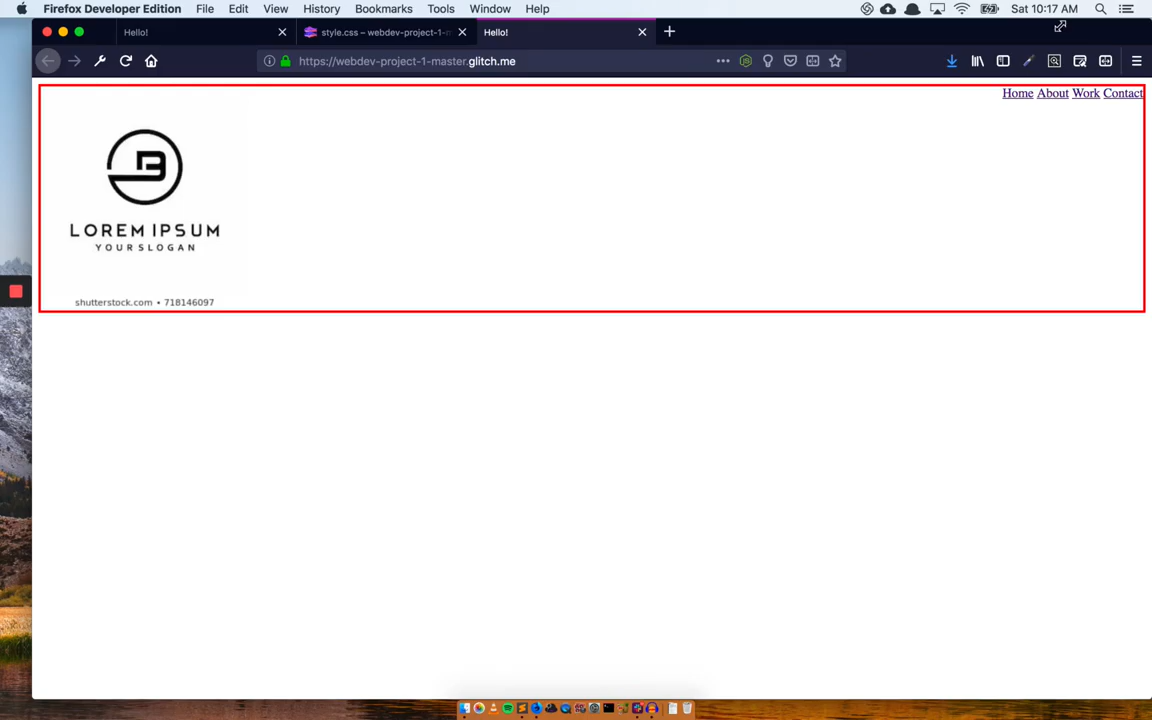 Firefox Developer Edition File Edit View History Bookmarks Tools Window Help Sat 10:17 AM
Hello! style.css – webdev-project-1-m Hello!
https://webdev-project-1-master.glitch.me
Home About Work Contact
B
LOREM IPSUM
YOUR SLOGAN
shutterstock.com • 718146097